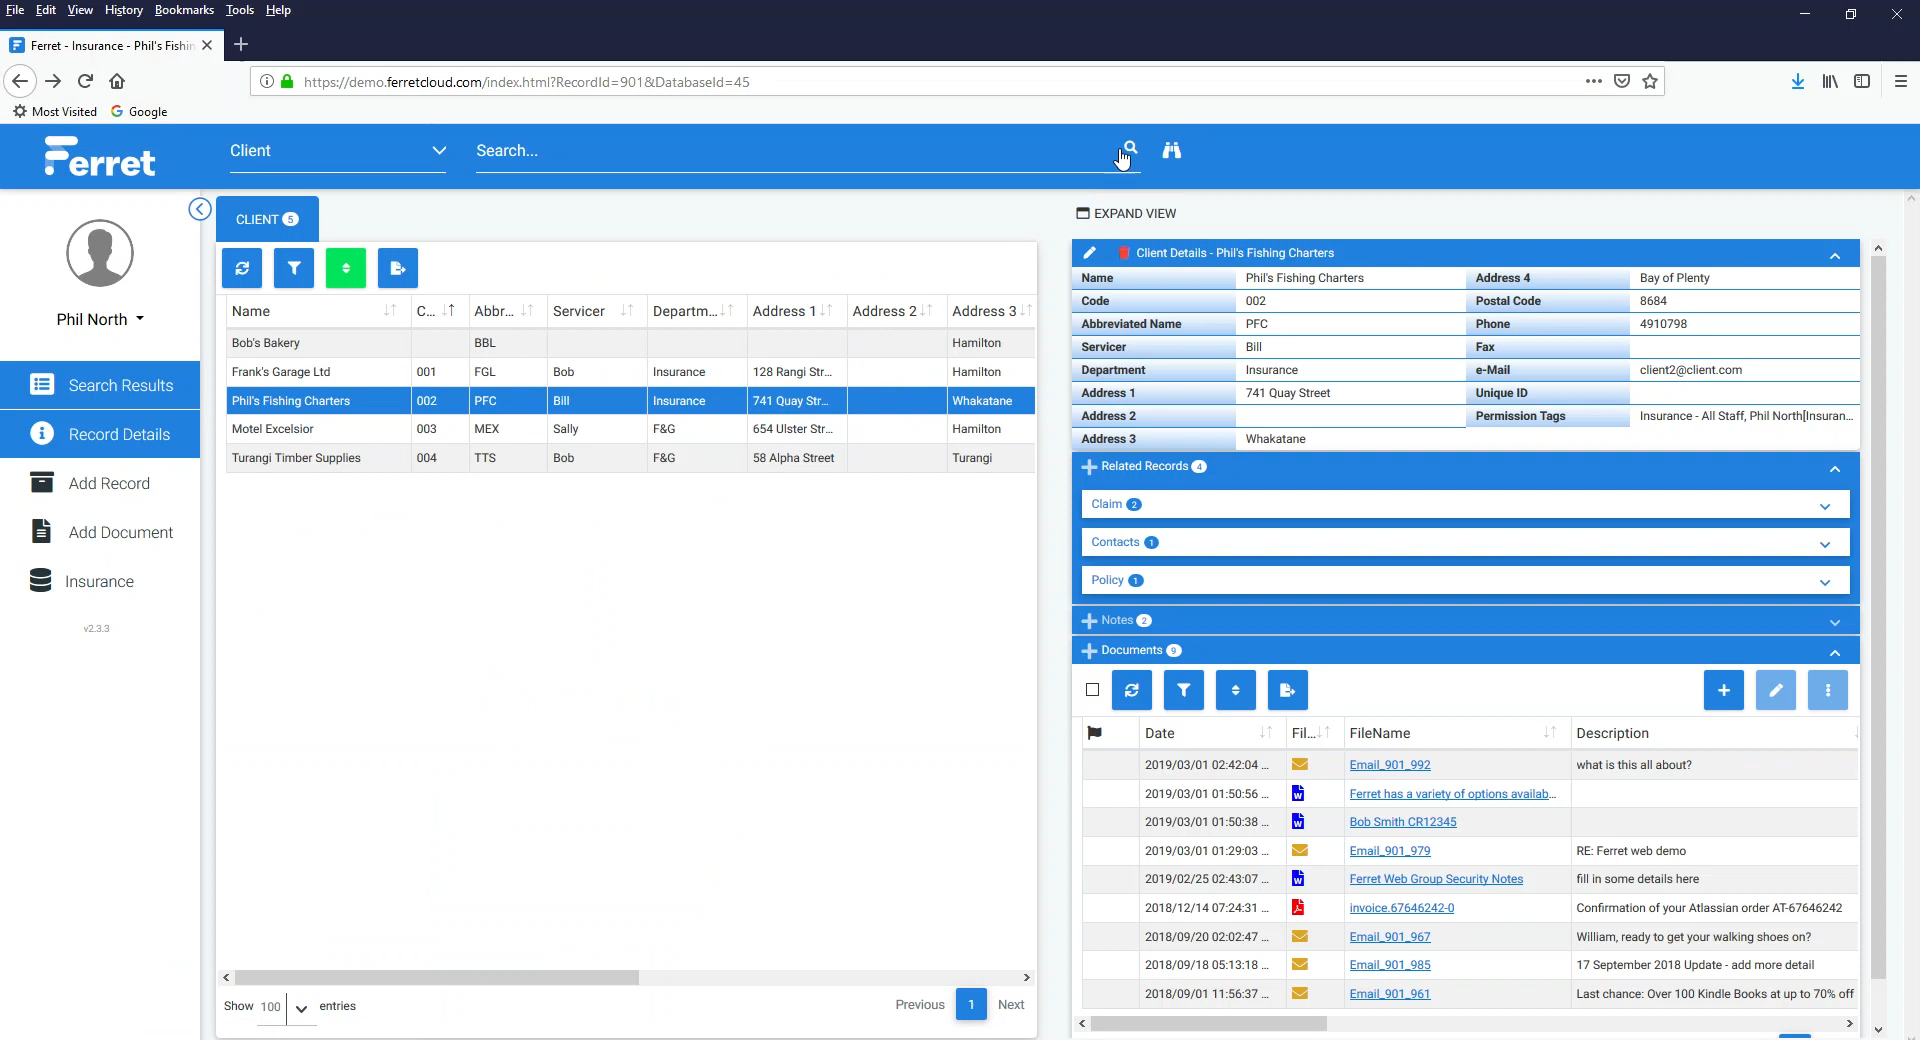 File Edit View History Bookmarks Tools Help
Ferret - Insurance - Phil's Fishin
https://demo.ferretcloud.com/index.html?RecordId=901&DatabaseId=45
Most Visited Google
Ferret Client Search...
CLIENT 5
EXPAND VIEW
Phil North
Search Results
Record Details
Add Record
Add Document
Insurance
v2.3.3
Name C... Abbr... Servicer Departm... Address 1 Address 2 Address 3
Bob's Bakery BBL Hamilton
Frank's Garage Ltd 001 FGL Bob Insurance 128 Rangi Str... Hamilton
Phil's Fishing Charters 002 PFC Bill Insurance 741 Quay Str... Whakatane
Motel Excelsior 003 MEX Sally F&G 654 Ulster Str... Hamilton
Turangi Timber Supplies 004 TTS Bob F&G 58 Alpha Street Turangi
Show 100 entries
Previous 1 Next
Client Details - Phil's Fishing Charters
Name Phil's Fishing Charters Address 4 Bay of Plenty
Code 002 Postal Code 8684
Abbreviated Name PFC Phone 4910798
Servicer Bill Fax
Department Insurance e-Mail client2@client.com
Address 1 741 Quay Street Unique ID
Address 2 Permission Tags Insurance - All Staff, Phil North[Insuran...
Address 3 Whakatane
Related Records 4
Claim 2
Contacts 1
Policy 1
Notes 2
Documents 9
Date Fil... FileName Description
2019/03/01 02:42:04 ... Email_901_992 what is this all about?
2019/03/01 01:50:56 ... Ferret has a variety of options availab...
2019/03/01 01:50:38 ... Bob Smith CR12345
2019/03/01 01:29:03 ... Email_901_979 RE: Ferret web demo
2019/02/25 02:43:07 ... Ferret Web Group Security Notes fill in some details here
2018/12/14 07:24:31 ... invoice.67646242-0 Confirmation of your Atlassian order AT-67646242
2018/09/20 02:02:47 ... Email_901_967 William, ready to get your walking shoes on?
2018/09/18 05:13:18 ... Email_901_985 17 September 2018 Update - add more detail
2018/09/01 11:56:37 ... Email_901_961 Last chance: Over 100 Kindle Books at up to 70% off